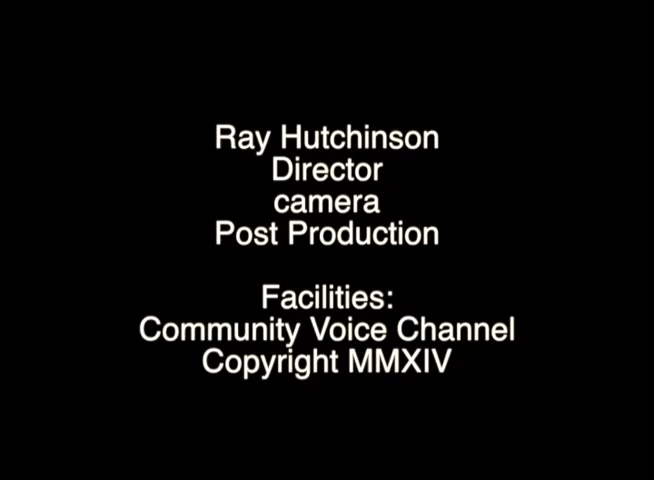 Ray Hutchinson
Director
camera
Post Production
Facilities:
Community Voice Channel
Copyright MMXIV